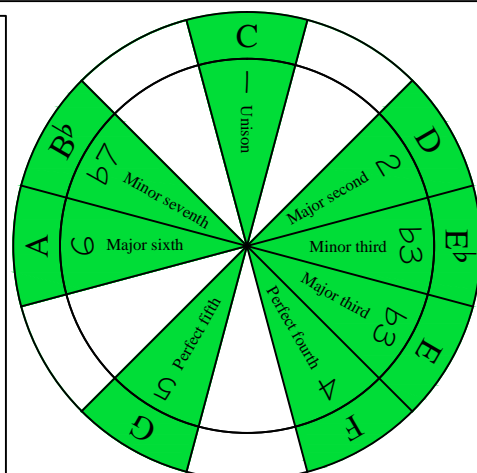 C
1
Unison
D
2
Major second
E♭
♭3
Minor third
E
♭3
Major third
F
4
Perfect fourth
G
5
Perfect fifth
A
6
Major sixth
B♭
♭7
Minor seventh